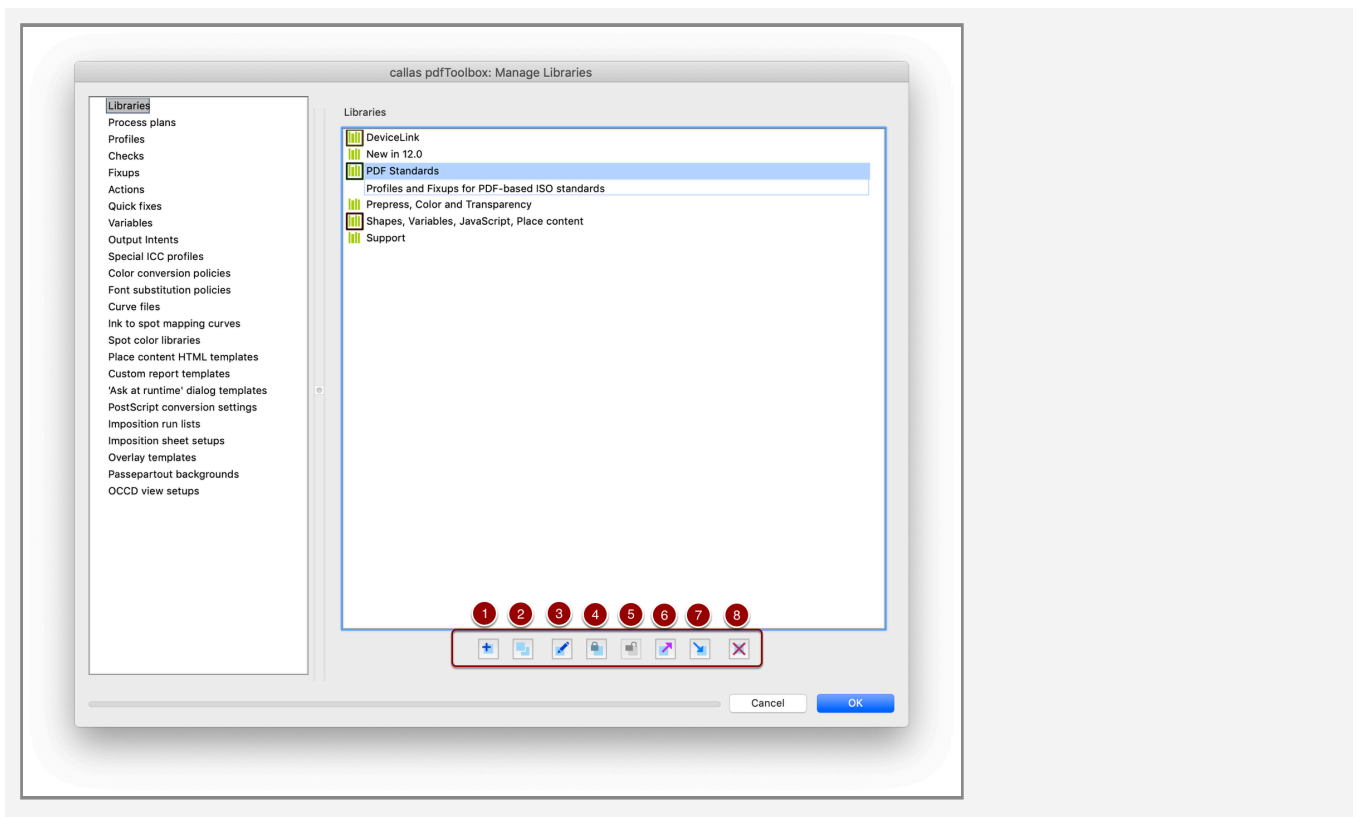 callas pdfToolbox: Manage Libraries
Libraries
Process plans
Profiles
Checks
Fixups
Actions
Quick fixes
Variables
Output Intents
Special ICC profiles
Color conversion policies
Font substitution policies
Curve files
Ink to spot mapping curves
Spot color libraries
Place content HTML templates
Custom report templates
'Ask at runtime' dialog templates
PostScript conversion settings
Imposition run lists
Imposition sheet setups
Overlay templates
Passepartout backgrounds
OCCD view setups
Libraries
DeviceLink
New in 12.0
PDF Standards
Profiles and Fixups for PDF-based ISO standards
Prepress, Color and Transparency
Shapes, Variables, JavaScript, Place content
Support
1 2 3 4 5 6 7 8
Cancel OK